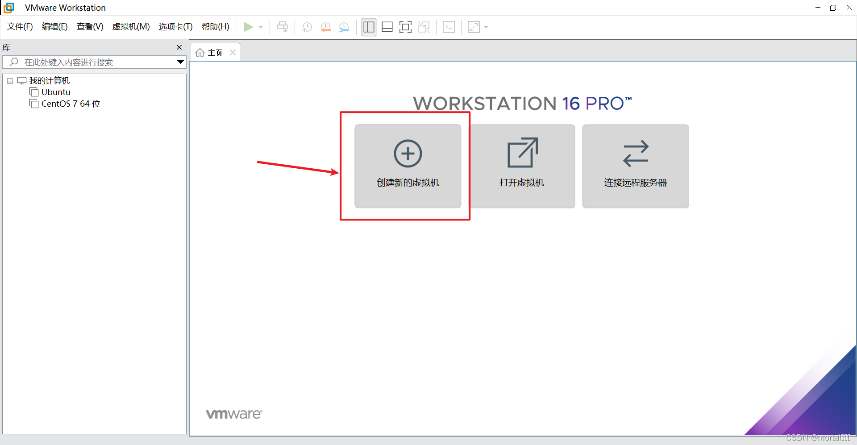 VMware Workstation
文件(F) 编辑(E) 查看(V) 虚拟机(M) 选项卡(T) 帮助(H)
库
主页
在此处键入内容进行搜索
我的计算机
Ubuntu
CentOS 7 64 位
WORKSTATION 16 PRO™
创建新的虚拟机
打开虚拟机
连接远程服务器
vmware